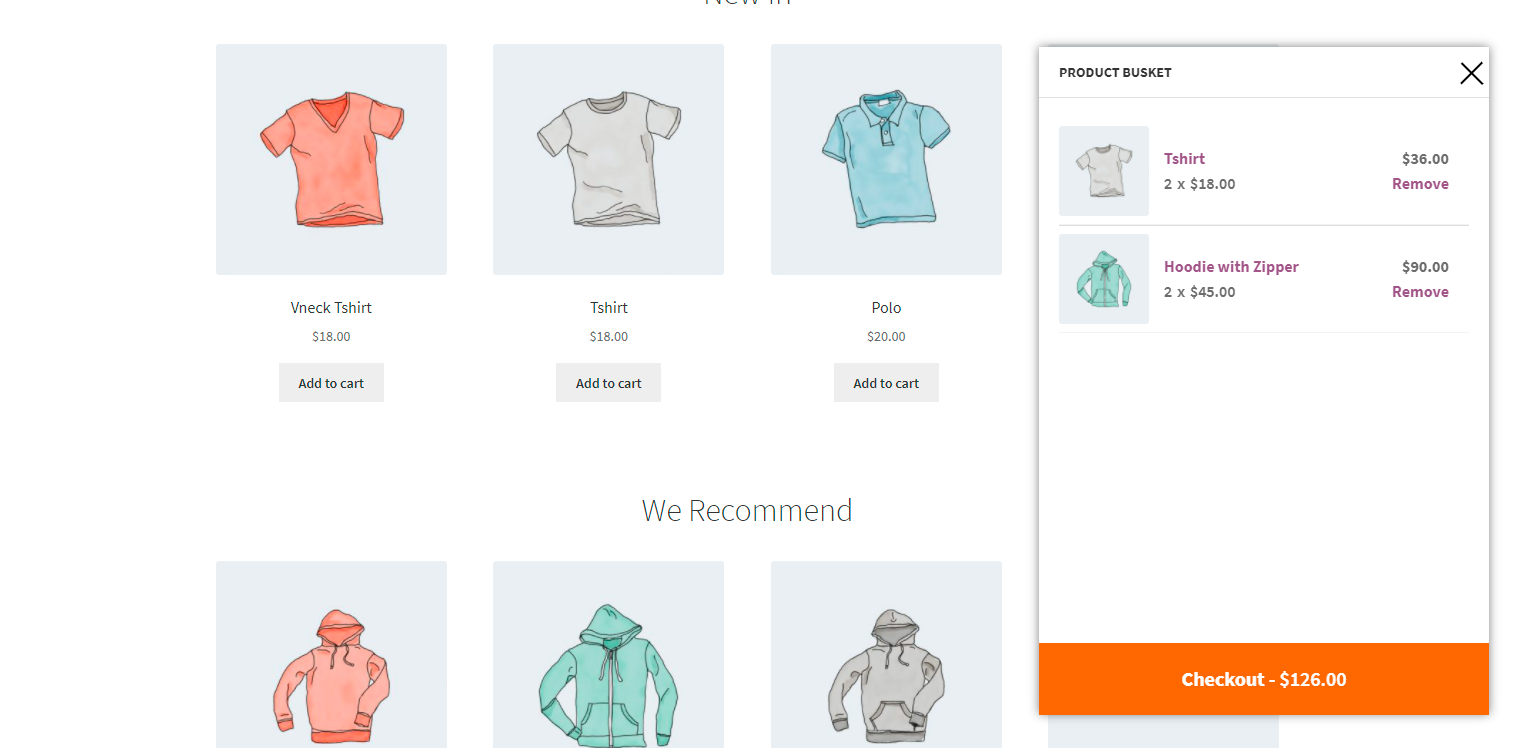 New In
PRODUCT BUSKET
Tshirt
$36.00
2 x $18.00
Remove
Hoodie with Zipper
$90.00
2 x $45.00
Remove
Checkout - $126.00
Vneck Tshirt
Tshirt
Polo
$18.00
$18.00
$20.00
Add to cart
Add to cart
Add to cart
We Recommend